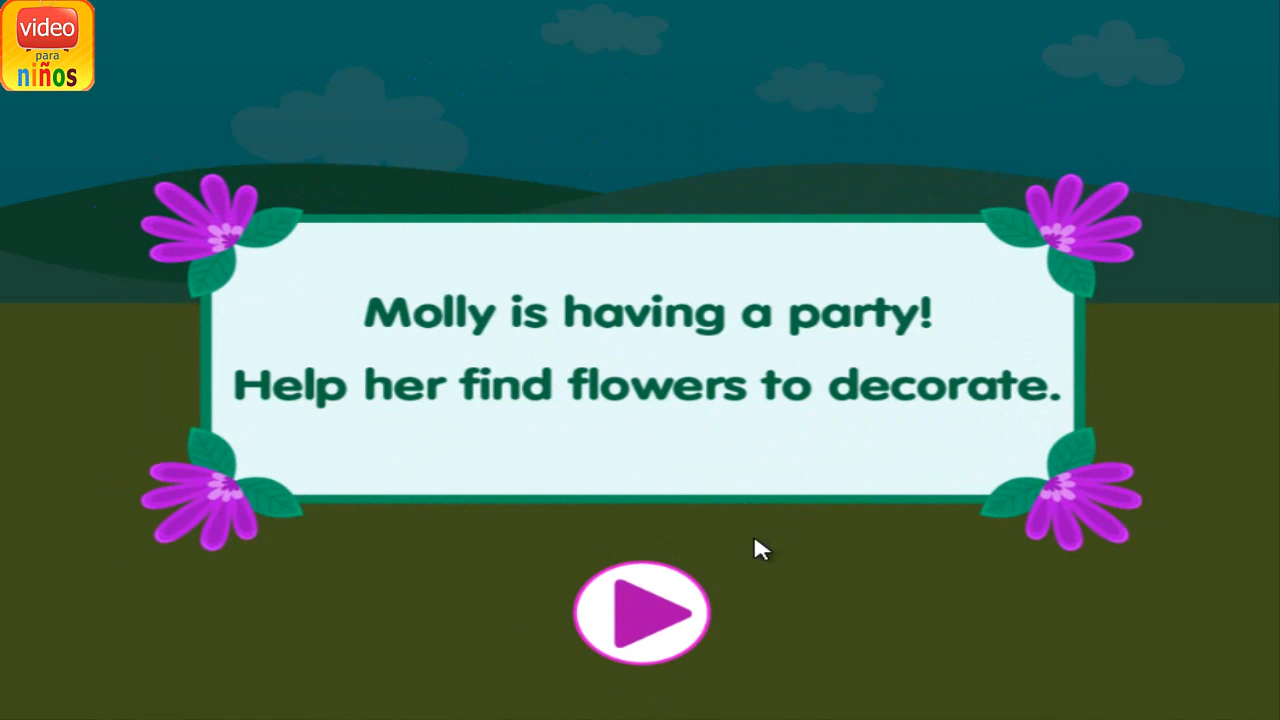 video
para
niños
Molly is having a party!
Help her find flowers to decorate.